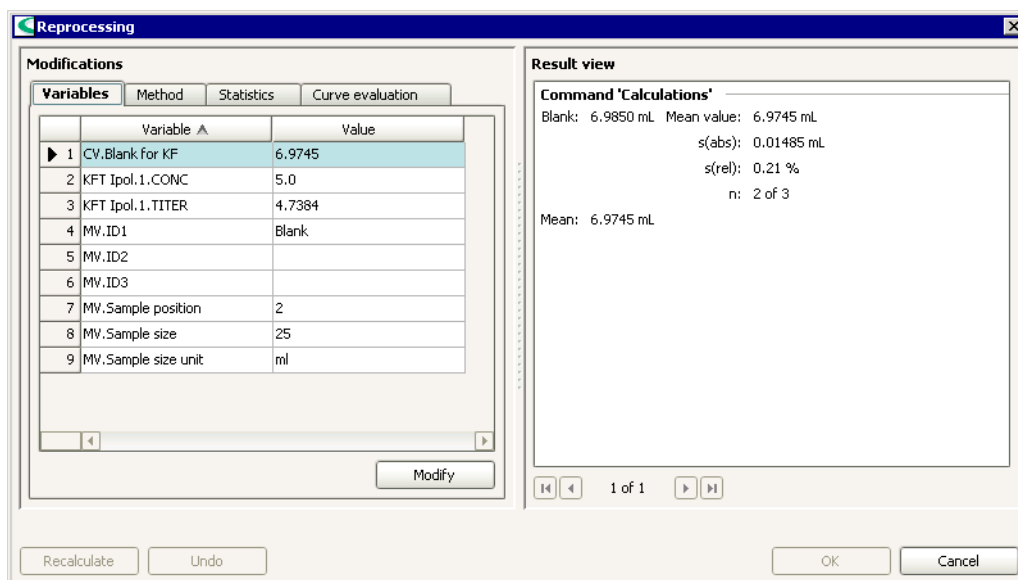 Reprocessing
Modifications
Variables Method Statistics Curve evaluation
Variable Value
1 CV.Blank for KF 6.9745
2 KFT Ipol.1.CONC 5.0
3 KFT Ipol.1.TITER 4.7384
4 MV.ID1 Blank
5 MV.ID2
6 MV.ID3
7 MV.Sample position 2
8 MV.Sample size 25
9 MV.Sample size unit ml
Modify
Result view
Command 'Calculations'
Blank: 6.9850 mL Mean value: 6.9745 mL
s(abs): 0.01485 mL
s(rel): 0.21 %
n: 2 of 3
Mean: 6.9745 mL
1 of 1
Recalculate Undo OK Cancel